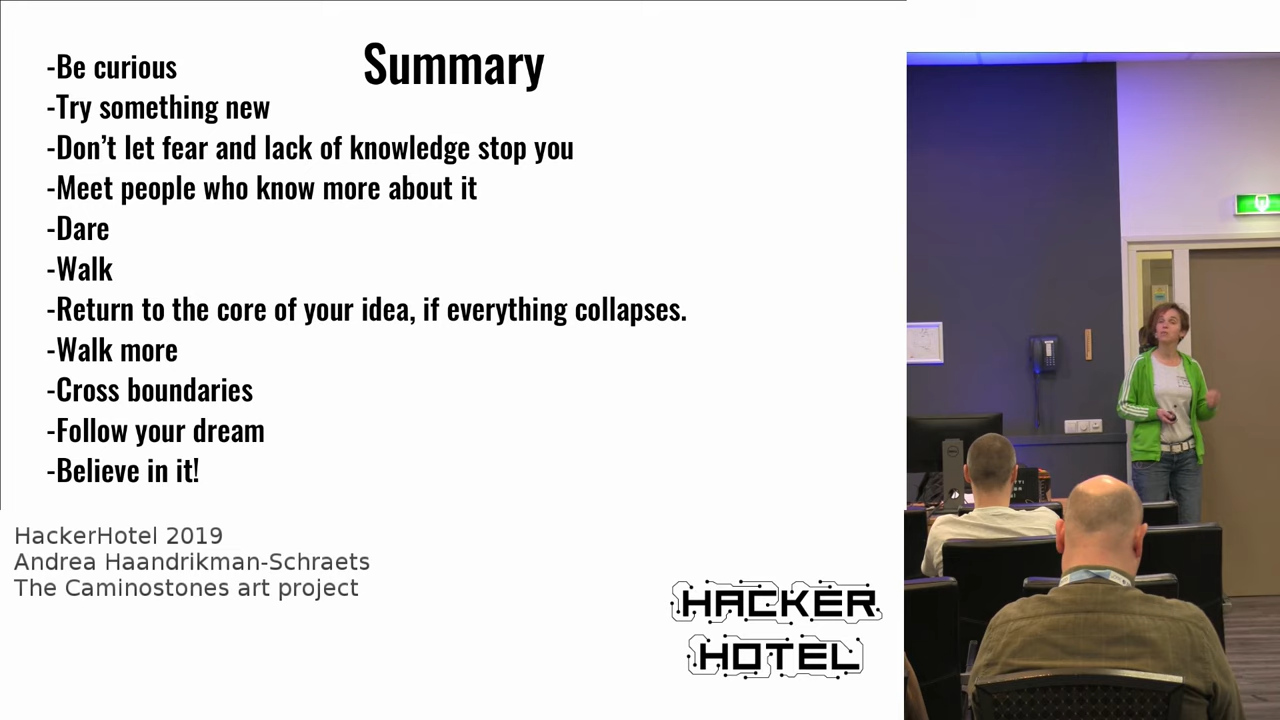 Summary
-Be curious
-Try something new
-Don’t let fear and lack of knowledge stop you
-Meet people who know more about it
-Dare
-Walk
-Return to the core of your idea, if everything collapses.
-Walk more
-Cross boundaries
-Follow your dream
-Believe in it!
HackerHotel 2019
Andrea Haandrikman-Schraets
The Caminostones art project
HACKER
HOTEL
DELL